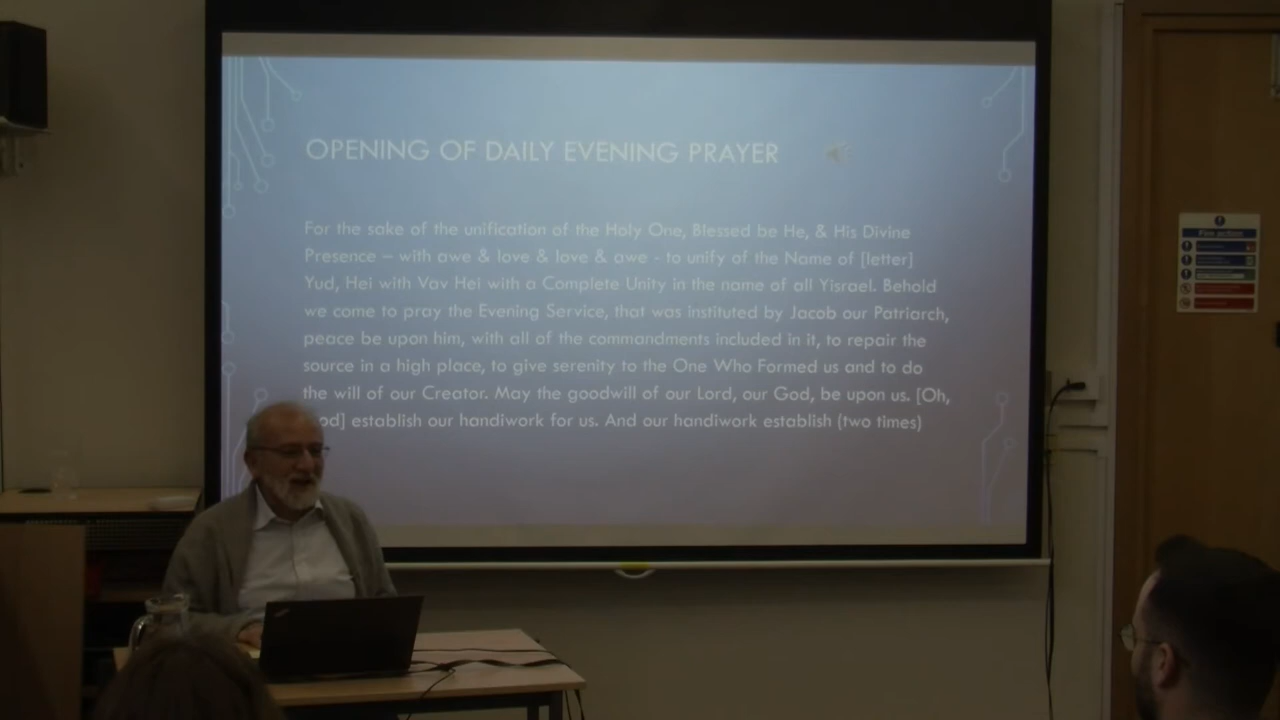 OPENING OF DAILY EVENING PRAYER
For the sake of the unification of the Holy One, Blessed be He, & His Divine
Presence – with awe & love & love & awe - to unify of the Name of [letter]
Yud, Hei with Vav Hei with a Complete Unity in the name of all Yisrael. Behold
we come to pray the Evening Service, that was instituted by Jacob our Patriarch,
peace be upon him, with all of the commandments included in it, to repair the
source in a high place, to give serenity to the One Who Formed us and to do
the will of our Creator. May the goodwill of our Lord, our God, be upon us. [Oh,
od] establish our handiwork for us. And our handiwork establish (two times)
Fire action